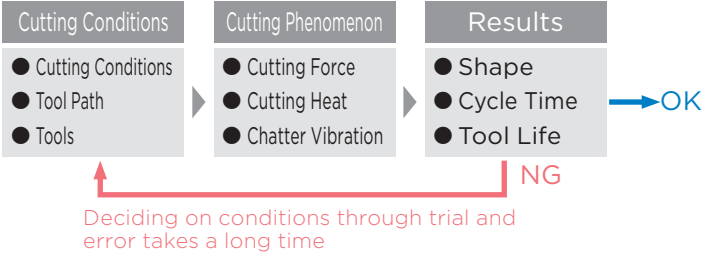 Cutting Conditions
● Cutting Conditions
● Tool Path
● Tools
Cutting Phenomenon
● Cutting Force
● Cutting Heat
● Chatter Vibration
Results
● Shape
● Cycle Time
● Tool Life
OK
NG
Deciding on conditions through trial and
error takes a long time